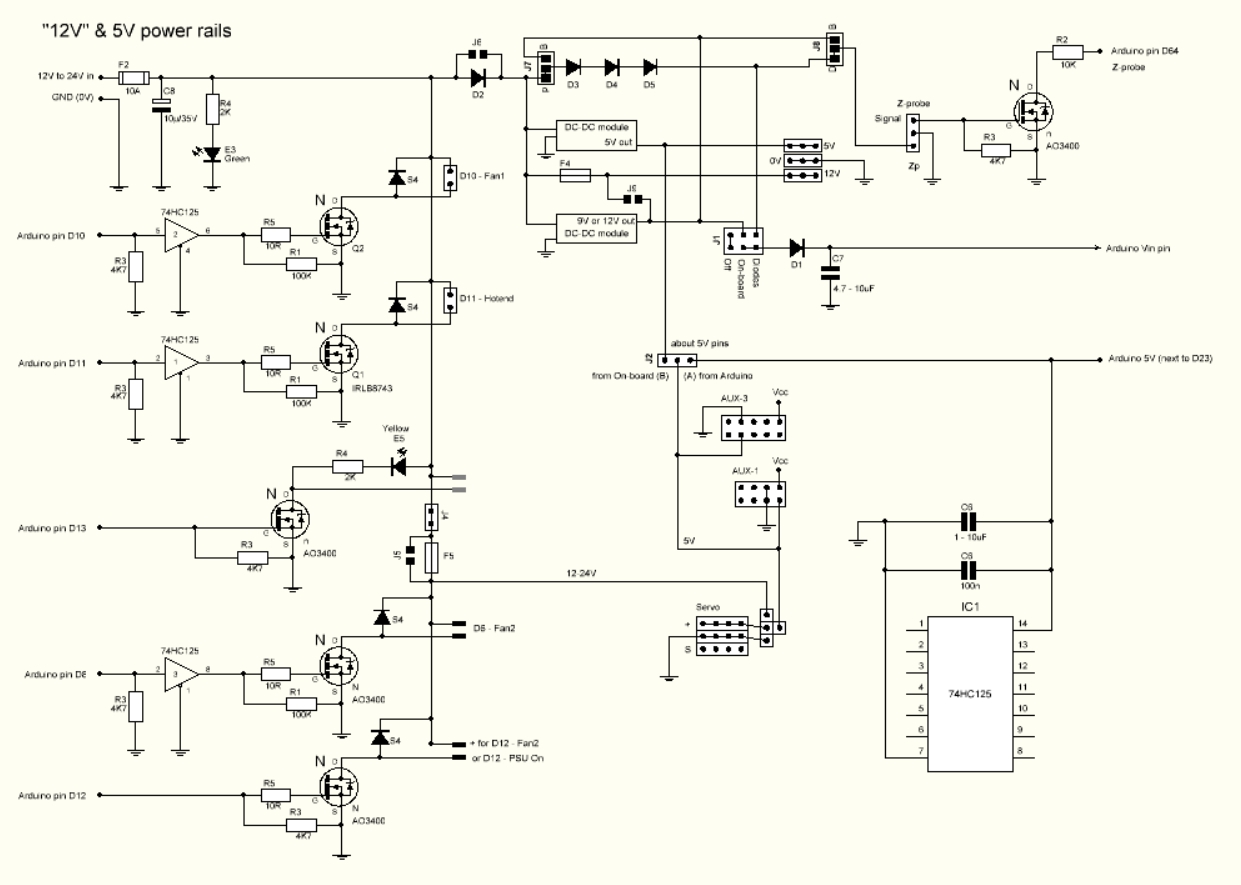 "12V" & 5V power rails
12V to 24V in
F2
10A
GND (0V)
C8
10µ/35V
R4
2K
E3
Green
J6
D2
J7
B
P
D3
D4
D5
J8
B
D
R2
10K
Arduino pin D64
Z-probe
N
D
G
S
AO3400
R3
4K7
Z-probe
Signal
Zp
DC-DC module
5V out
5V
0V
12V
F4
J9
9V or 12V out
DC-DC module
J1
Off
On-board
Diodes
D1
C7
4.7 - 10uF
Arduino Vin pin
S4
D10 - Fan1
Arduino pin D10
R3
4K7
74HC125
5
2
6
4
R5
10R
R1
100K
N
D
G
S
Q2
S4
D11 - Hotend
Arduino pin D11
R3
4K7
74HC125
2
1
3
1
R5
10R
R1
100K
N
D
G
S
Q1
IRLB8743
J2
about 5V pins
from On-board (B)
(A) from Arduino
Arduino 5V (next to D23)
AUX-3
Vcc
AUX-1
Vcc
5V
Yellow
E5
R4
2K
N
D
G
S
n
AO3400
Arduino pin D13
R3
4K7
J4
J5
F5
12-24V
Servo
+
-
S
C6
1 - 10uF
C6
100n
IC1
74HC125
1
2
3
4
5
6
7
14
13
12
11
10
9
8
S4
D6 - Fan2
Arduino pin D8
R3
4K7
74HC125
2
3
8
1
R5
10R
R1
100K
N
D
G
S
N
AO3400
S4
+ for D12 - Fan2
or D12 - PSU On
Arduino pin D12
R5
10R
R3
4K7
N
D
G
S
N
AO3400